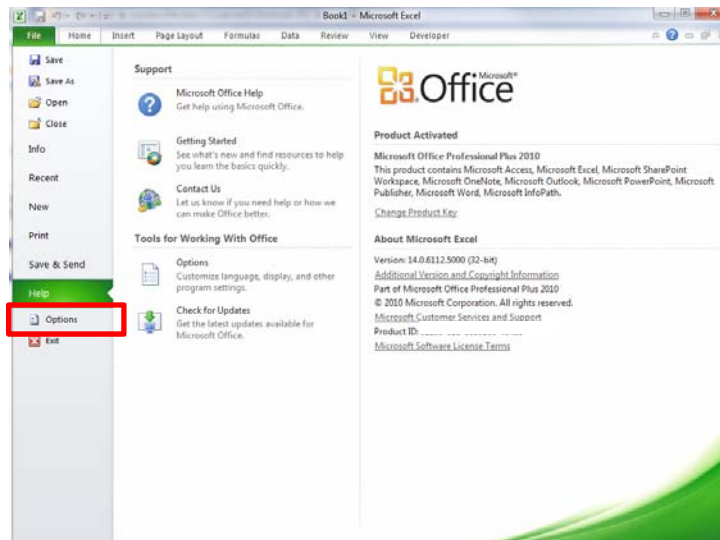 Book1 - Microsoft Excel
File Home Insert Page Layout Formulas Data Review View Developer
Save
Save As
Open
Close
Info
Recent
New
Print
Save & Send
Help
Options
Exit
Support
Microsoft Office Help
Get help using Microsoft Office.
Getting Started
See what's new and find resources to help
you learn the basics quickly.
Contact Us
Let us know if you need help or how we
can make Office better.
Tools for Working With Office
Options
Customize language, display, and other
program settings.
Check for Updates
Get the latest updates available for
Microsoft Office.
Microsoft®
Office
Product Activated
Microsoft Office Professional Plus 2010
This product contains Microsoft Access, Microsoft Excel, Microsoft SharePoint
Workspace, Microsoft OneNote, Microsoft Outlook, Microsoft PowerPoint, Microsoft
Publisher, Microsoft Word, Microsoft InfoPath.
Change Product Key
About Microsoft Excel
Version: 14.0.6112.5000 (32-bit)
Additional Version and Copyright Information
Part of Microsoft Office Professional Plus 2010
© 2010 Microsoft Corporation. All rights reserved.
Microsoft Customer Services and Support
Product ID:
Microsoft Software License Terms